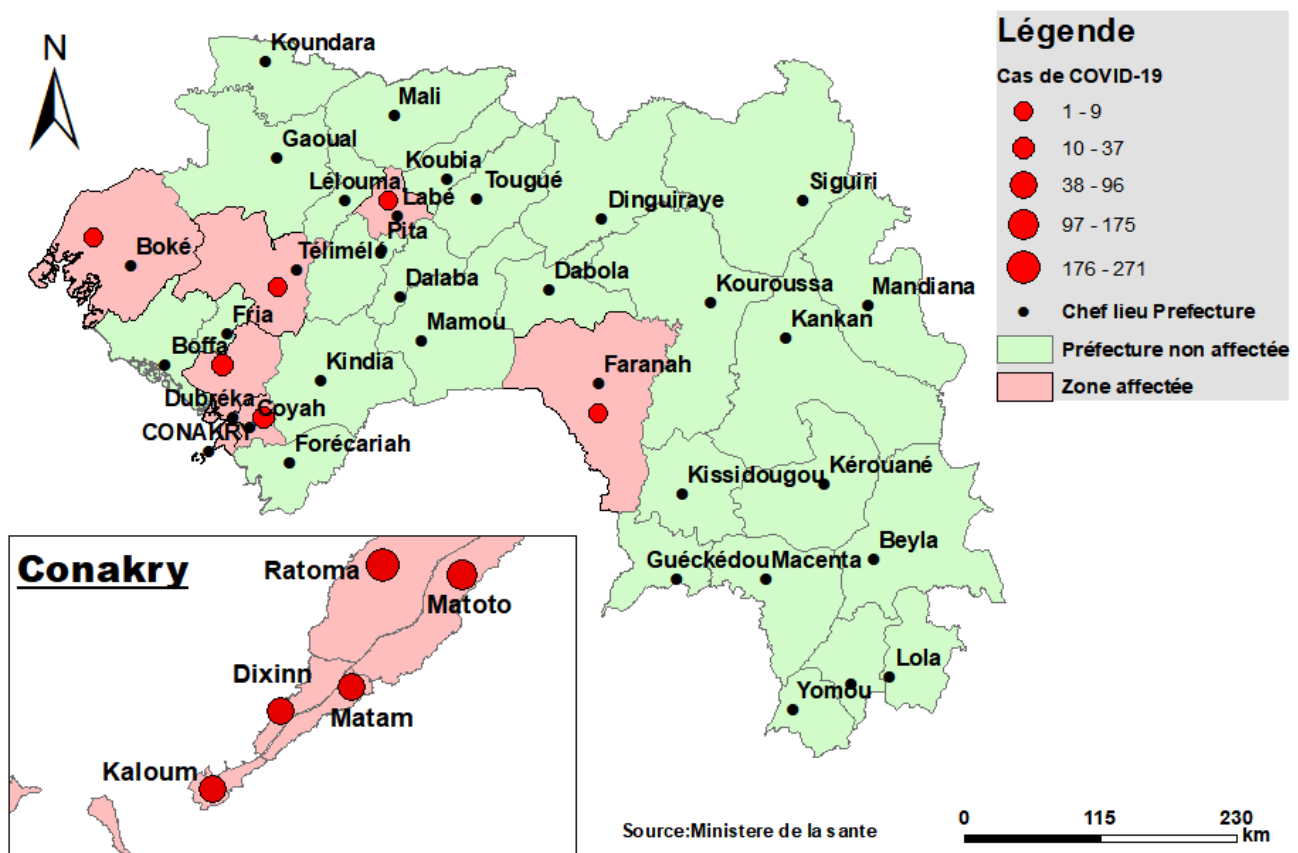 N
Koundara
Mali
Gaoual
Koubia
Lélouma
Labé
Tougué
Pita
Dinguiraye
Siguiri
Boké
Télimélé
Dalaba
Dabola
Kouroussa
Mandiana
Kankan
Fria
Mamou
Boffa
Kindia
Faranah
Dubréka
Coyah
CONAKRY
Forécariah
Kissidougou
Kérouané
Beyla
Guéckédou
Macenta
Lola
Yomou
Légende
Cas de COVID-19
1 - 9
10 - 37
38 - 96
97 - 175
176 - 271
Chef lieu Prefecture
Préfecture non affectée
Zone affectée
Conakry
Ratoma
Matoto
Dixinn
Matam
Kaloum
Source:Ministere de la sante
0 115 230
km